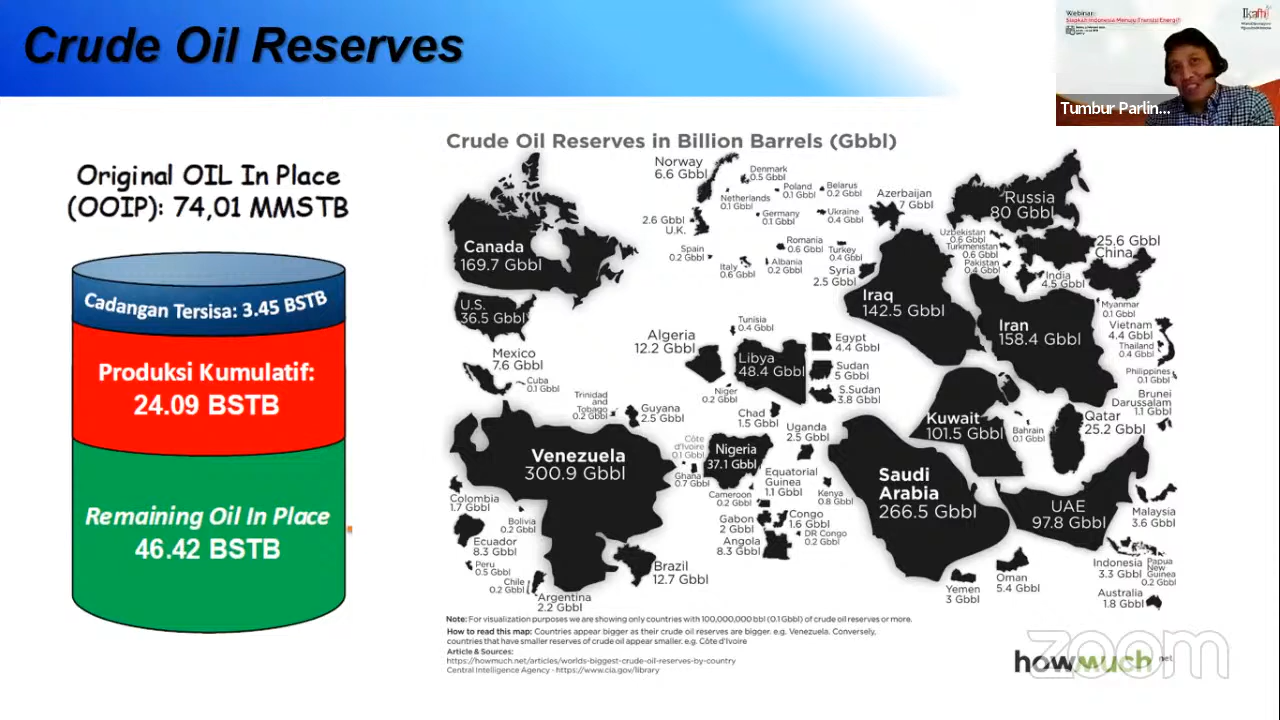 Crude Oil Reserves
Webinar:
Siapkah Indonesia Menuju Transisi Energi?
Tumbur Parlin...
Original OIL In Place
(OOIP): 74,01 MMSTB
Cadangan Tersisa: 3.45 BSTB
Produksi Kumulatif:
24.09 BSTB
Remaining Oil In Place
46.42 BSTB
Crude Oil Reserves in Billion Barrels (Gbbl)
Canada
169.7 Gbbl
U.S.
36.5 Gbbl
Mexico
7.6 Gbbl
Cuba
0.1 Gbbl
Trinidad
and
Tobago
0.2 Gbbl
Guyana
2.5 Gbbl
Venezuela
300.9 Gbbl
Colombia
1.7 Gbbl
Bolivia
0.2 Gbbl
Ecuador
8.3 Gbbl
Peru
0.5 Gbbl
Chile
0.2 Gbbl
Argentina
2.2 Gbbl
Brazil
12.7 Gbbl
Norway
6.6 Gbbl
Denmark
0.5 Gbbl
Netherlands
0.1 Gbbl
Poland
0.1 Gbbl
Belarus
0.2 Gbbl
2.6 Gbbl
U.K.
Germany
0.1 Gbbl
Ukraine
0.4 Gbbl
Spain
0.2 Gbbl
Romania
0.6 Gbbl
Turkey
0.4 Gbbl
Italy
0.6 Gbbl
Albania
0.2 Gbbl
Syria
2.5 Gbbl
Azerbaijan
7 Gbbl
Russia
80 Gbbl
Uzbekistan
0.6 Gbbl
Turkmenistan
0.6 Gbbl
Pakistan
0.4 Gbbl
25.6 Gbbl
China
India
4.5 Gbbl
Iraq
142.5 Gbbl
Iran
158.4 Gbbl
Myanmar
0.1 Gbbl
Vietnam
4.4 Gbbl
Thailand
0.4 Gbbl
Philippines
0.1 Gbbl
Brunei
Darussalam
1.1 Gbbl
Tunisia
0.4 Gbbl
Algeria
12.2 Gbbl
Libya
48.4 Gbbl
Egypt
4.4 Gbbl
Sudan
5 Gbbl
S.Sudan
3.8 Gbbl
Niger
0.2 Gbbl
Chad
1.5 Gbbl
Uganda
2.5 Gbbl
Côte
d'Ivoire
0.1 Gbbl
Nigeria
37.1 Gbbl
Ghana
0.7 Gbbl
Cameroon
0.2 Gbbl
Equatorial
Guinea
1.1 Gbbl
Kenya
0.8 Gbbl
Gabon
2 Gbbl
Congo
1.6 Gbbl
DR Congo
0.2 Gbbl
Angola
8.3 Gbbl
Kuwait
101.5 Gbbl
Bahrain
0.1 Gbbl
Qatar
25.2 Gbbl
Saudi
Arabia
266.5 Gbbl
UAE
97.8 Gbbl
Yemen
3 Gbbl
Oman
5.4 Gbbl
Malaysia
3.6 Gbbl
Indonesia
3.3 Gbbl
Papua
New
Guinea
0.2 Gbbl
Australia
1.8 Gbbl
Note: For visualization purposes we are showing only countries with 100,000,000 bbl (0.1Gbbl) of crude oil reserves or more.
How to read this map: Countries appear bigger as their crude oil reserves are bigger. e.g. Venezuela. Conversely,
countries that have smaller reserves of crude oil appear smaller. e.g. Côte d'Ivoire
Article & Sources:
https://howmuch.net/articles/worlds-biggest-crude-oil-reserves-by-country
Central Intelligence Agency - https://www.cia.gov/library
howmuch.net
zoom